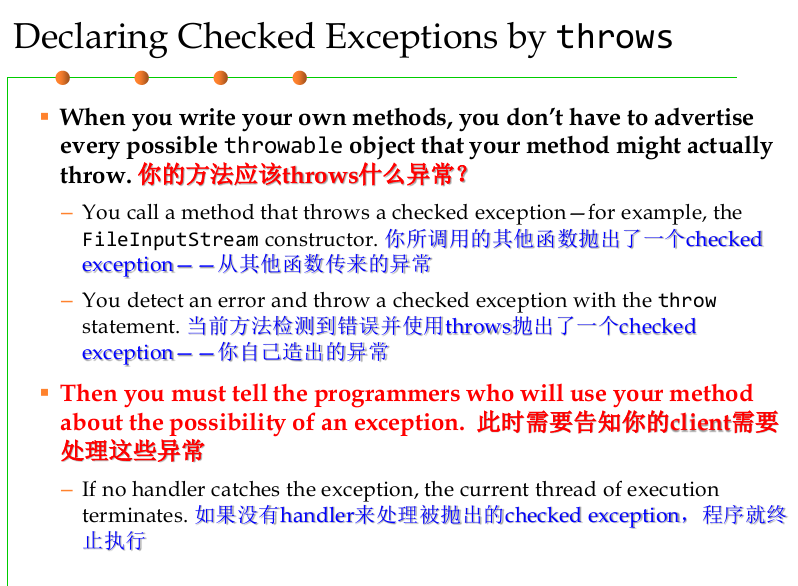 Declaring Checked Exceptions by throws
When you write your own methods, you don't have to advertise
every possible throwable object that your method might actually
throw. 你的方法应该throws什么异常？
– You call a method that throws a checked exception—for example, the
FileInputStream constructor. 你所调用的其他函数抛出了一个checked
exception——从其他函数传来的异常
– You detect an error and throw a checked exception with the throw
statement. 当前方法检测到错误并使用throws抛出了一个checked
exception——你自己造出的异常
Then you must tell the programmers who will use your method
about the possibility of an exception. 此时需要告知你的client需要
处理这些异常
– If no handler catches the exception, the current thread of execution
terminates. 如果没有handler来处理被抛出的checked exception，程序就终
止执行